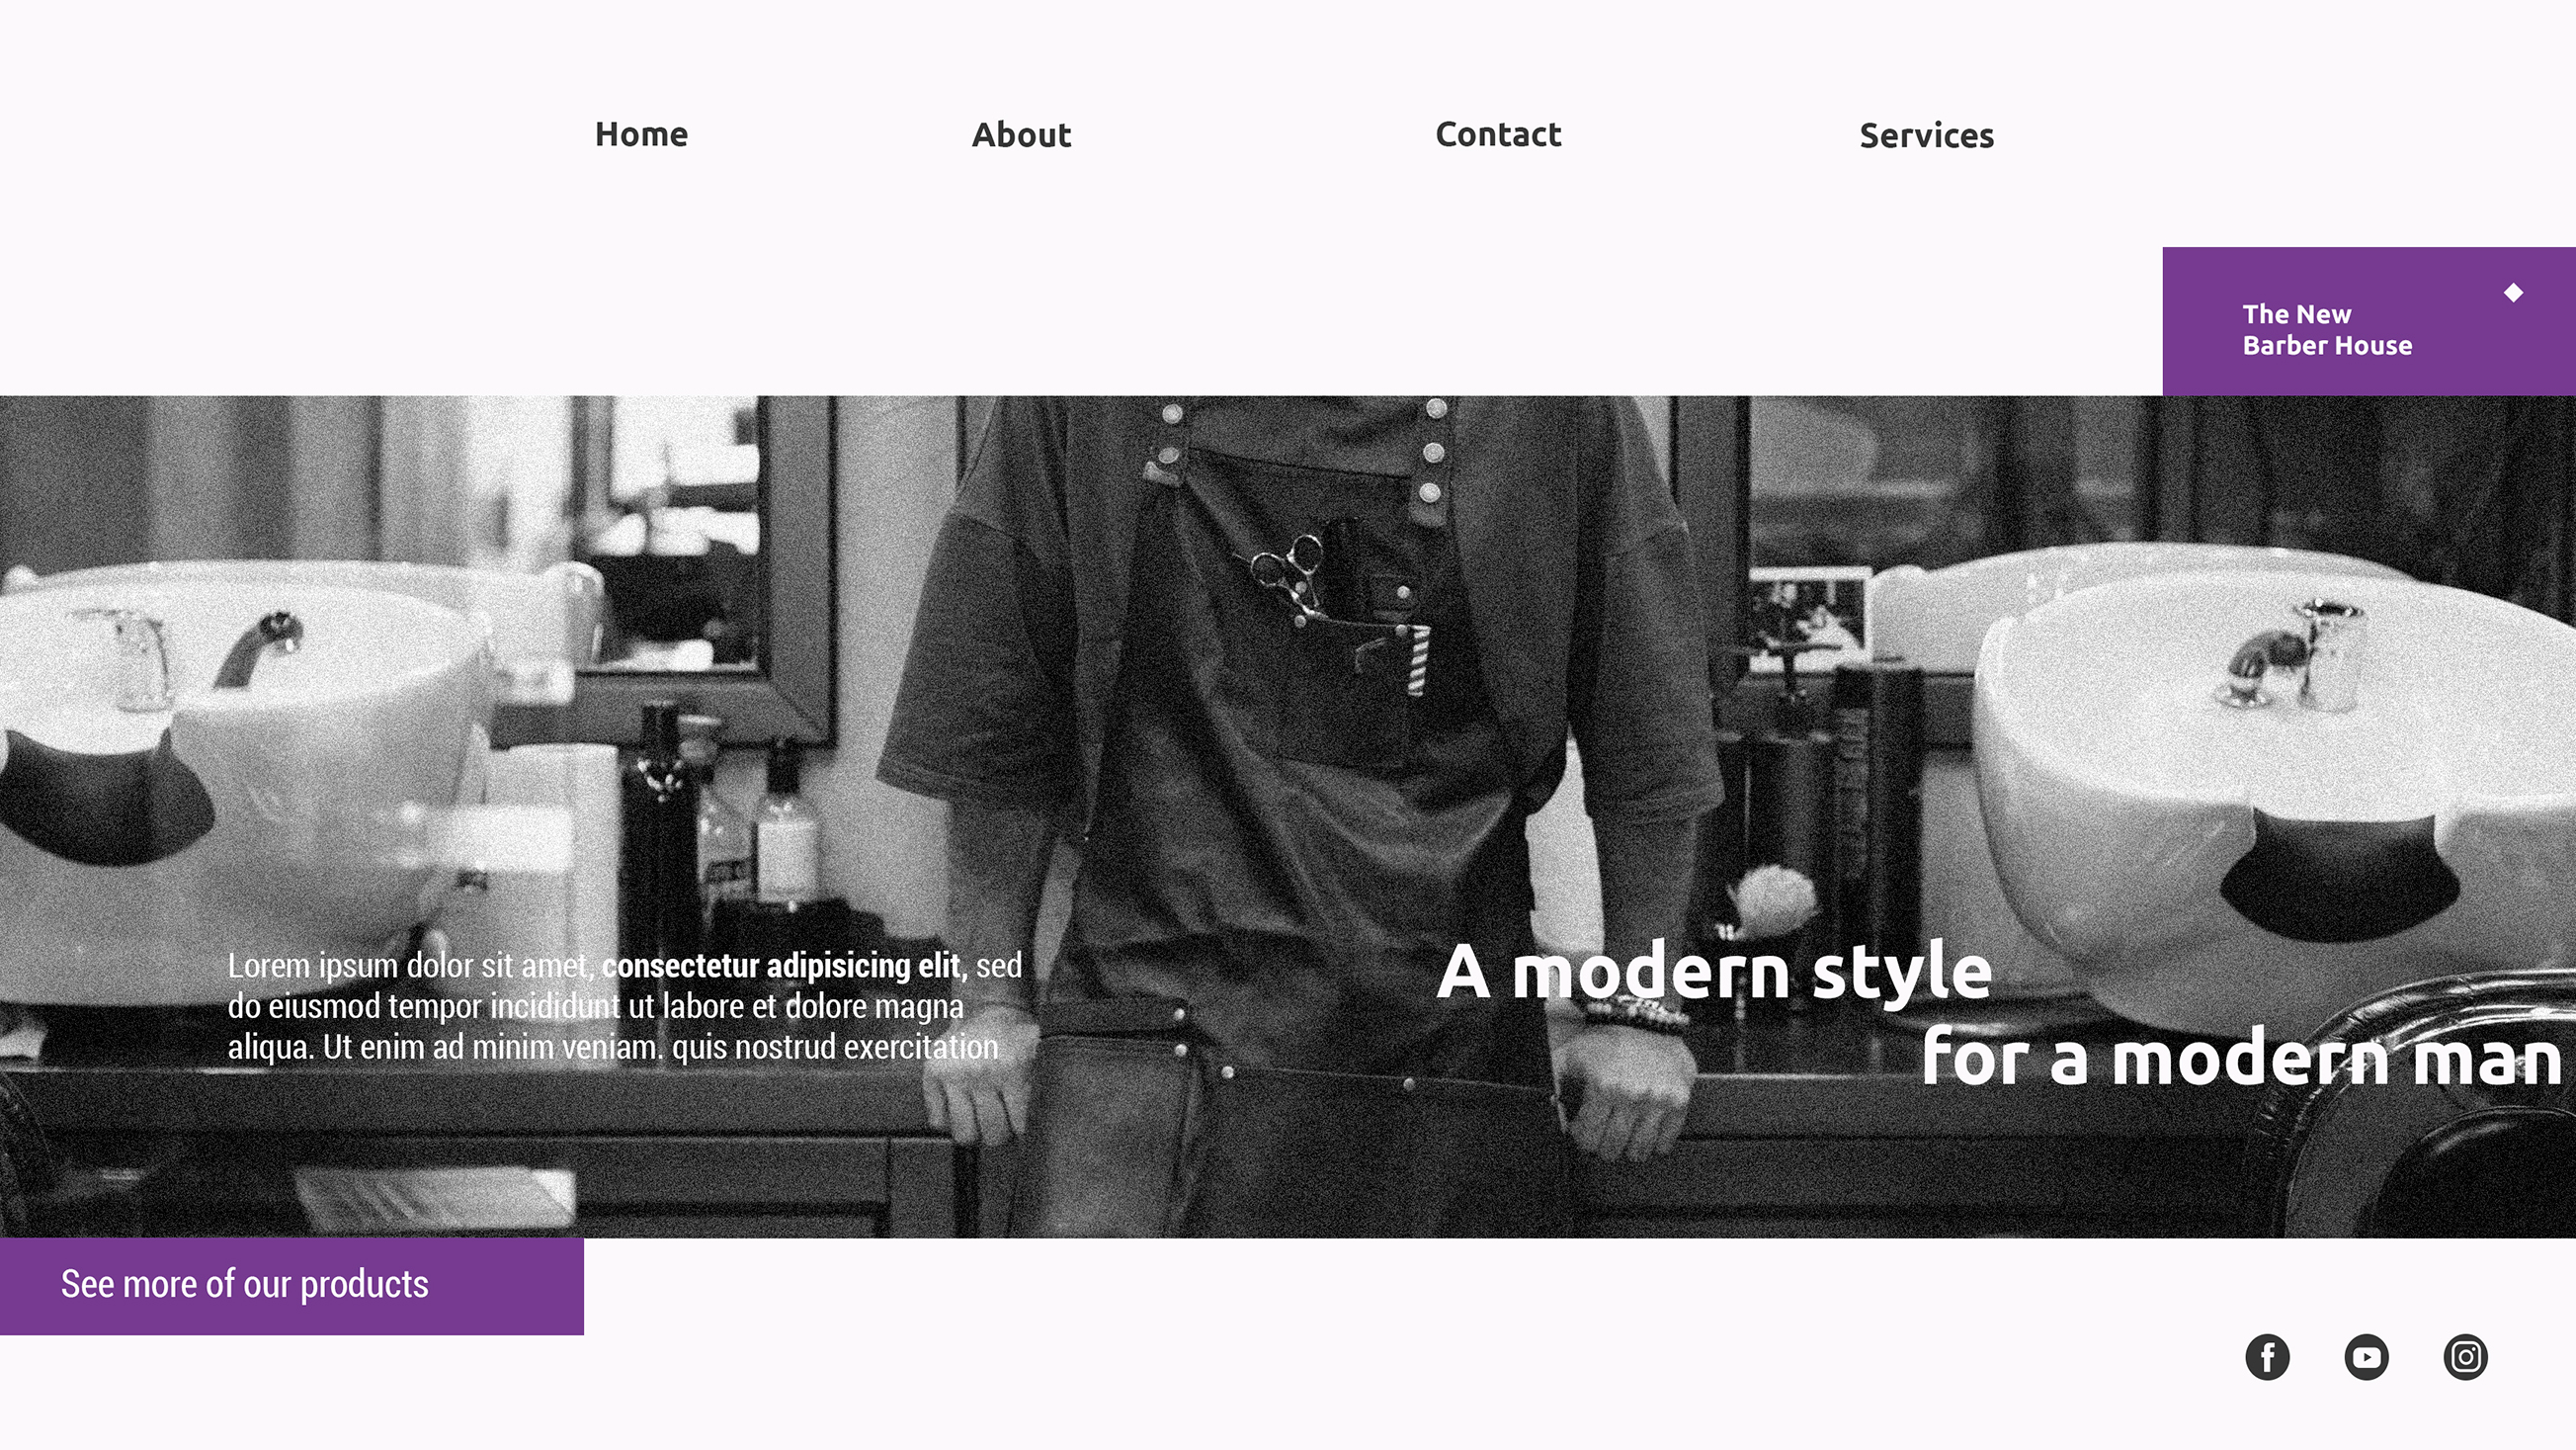 Home
About
Contact
Services
The New
Barber House
Lorem ipsum dolor sit amet, consectetur adipisicing elit, sed
do eiusmod tempor incididunt ut labore et dolore magna
aliqua. Ut enim ad minim veniam. quis nostrud exercitation
A modern style
for a modern man
See more of our products